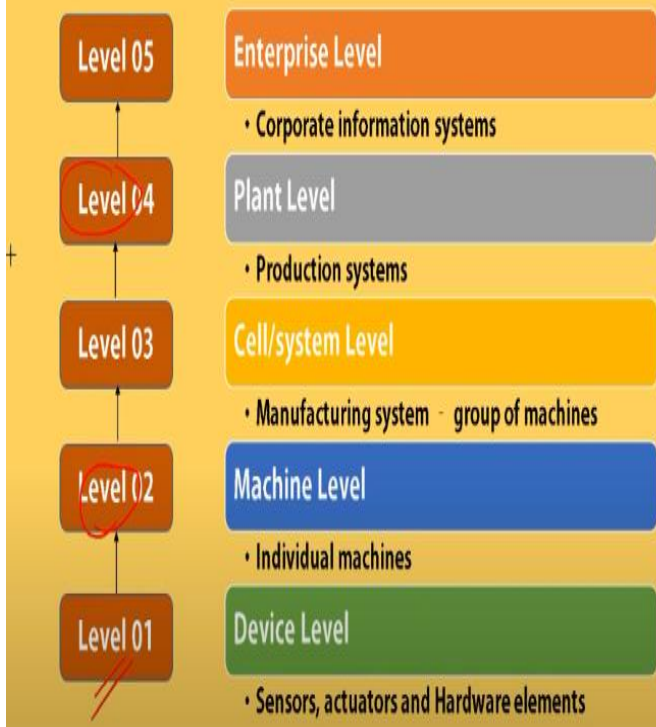 Level 05
Enterprise Level
• Corporate information systems
Level 04
Plant Level
• Production systems
Level 03
Cell/system Level
• Manufacturing system - group of machines
Level 02
Machine Level
• Individual machines
Level 01
Device Level
• Sensors, actuators and Hardware elements